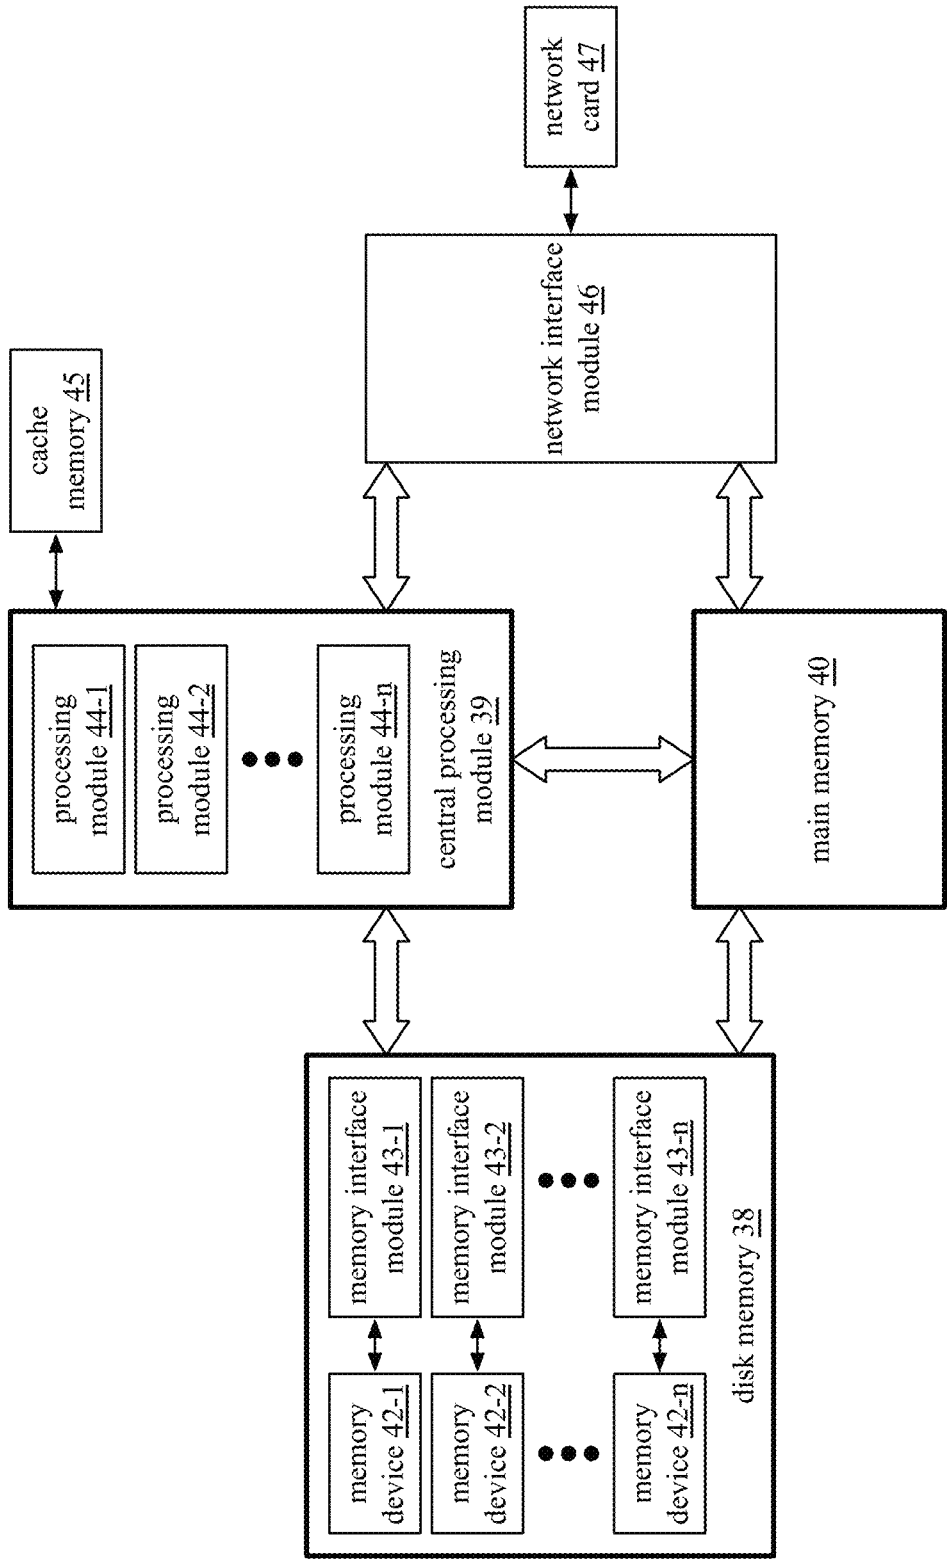 memory
device 42-1
memory interface
module 43-1
memory
device 42-2
memory interface
module 43-2
memory
device 42-n
memory interface
module 43-n
disk memory 38
processing
module 44-1
processing
module 44-2
processing
module 44-n
central processing
module 39
main memory 40
cache
memory 45
network interface
module 46
network
card 47